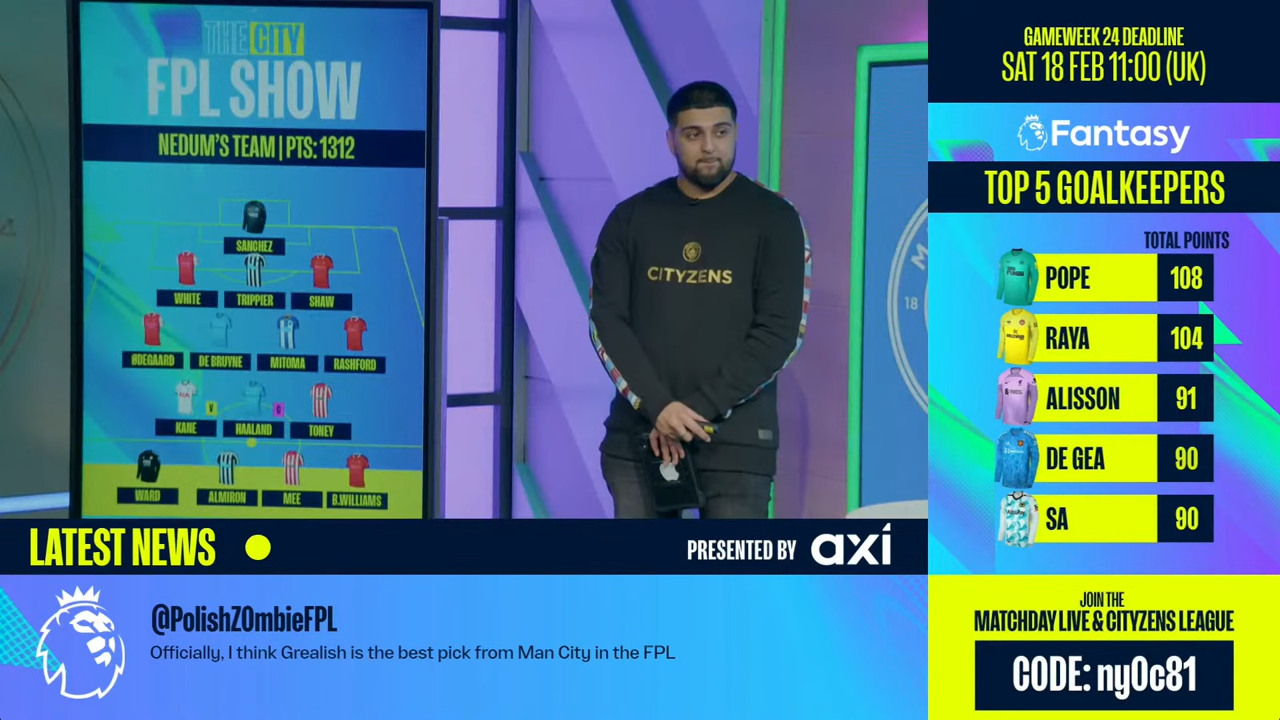 THE CITY
FPL SHOW
NEDUM'S TEAM | PTS: 1312
SANCHEZ
WHITE
TRIPPIER
SHAW
ØDEGAARD
DE BRUYNE
MITOMA
RASHFORD
V
C
KANE
HAALAND
TONEY
WARD
ALMIRON
MEE
B.WILLIAMS
CITYZENS
18
LATEST NEWS
PRESENTED BY axi
@PolishZ0mbieFPL
Officially, I think Grealish is the best pick from Man City in the FPL
GAMEWEEK 24 DEADLINE
SAT 18 FEB 11:00 (UK)
Fantasy
TOP 5 GOALKEEPERS
TOTAL POINTS
POPE 108
RAYA 104
ALISSON 91
DE GEA 90
SA 90
JOIN THE
MATCHDAY LIVE & CITYZENS LEAGUE
CODE: ny0c81